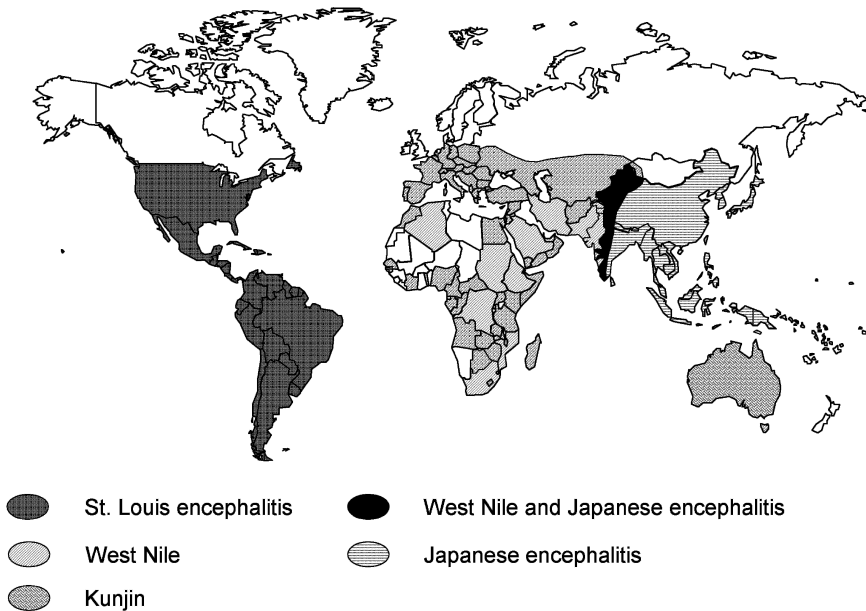 St. Louis encephalitis
West Nile and Japanese encephalitis
West Nile
Japanese encephalitis
Kunjin